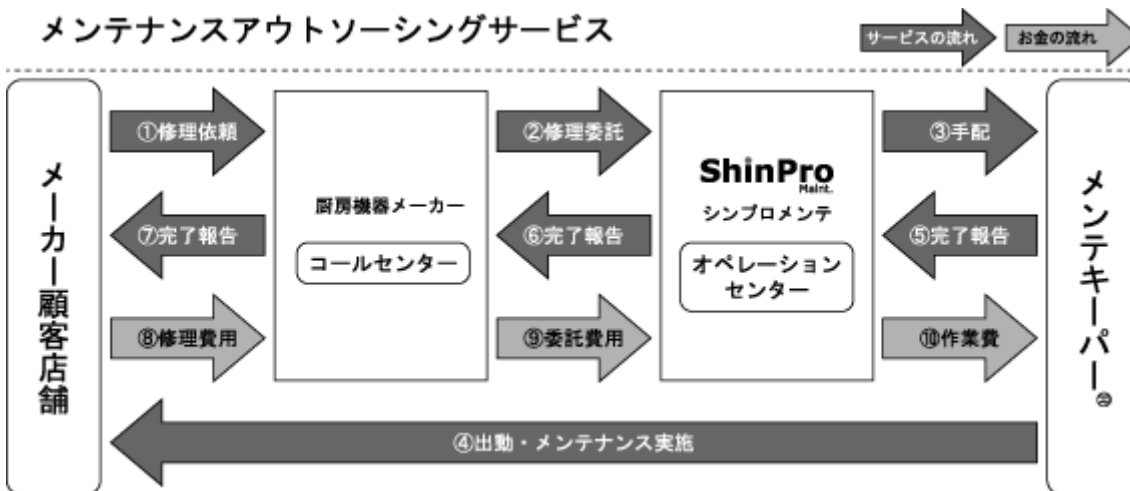 メンテナンスアウトソーシングサービス
サービスの流れ
お金の流れ
メーカー顧客店舗
①修理依頼
⑦完了報告
⑧修理費用
厨房機器メーカー
コールセンター
②修理委託
⑥完了報告
⑨委託費用
ShinPro
Maint.
シンプロメンテ
オペレーション
センター
③手配
⑤完了報告
⑩作業費
メンテキーパー
④出動・メンテナンス実施